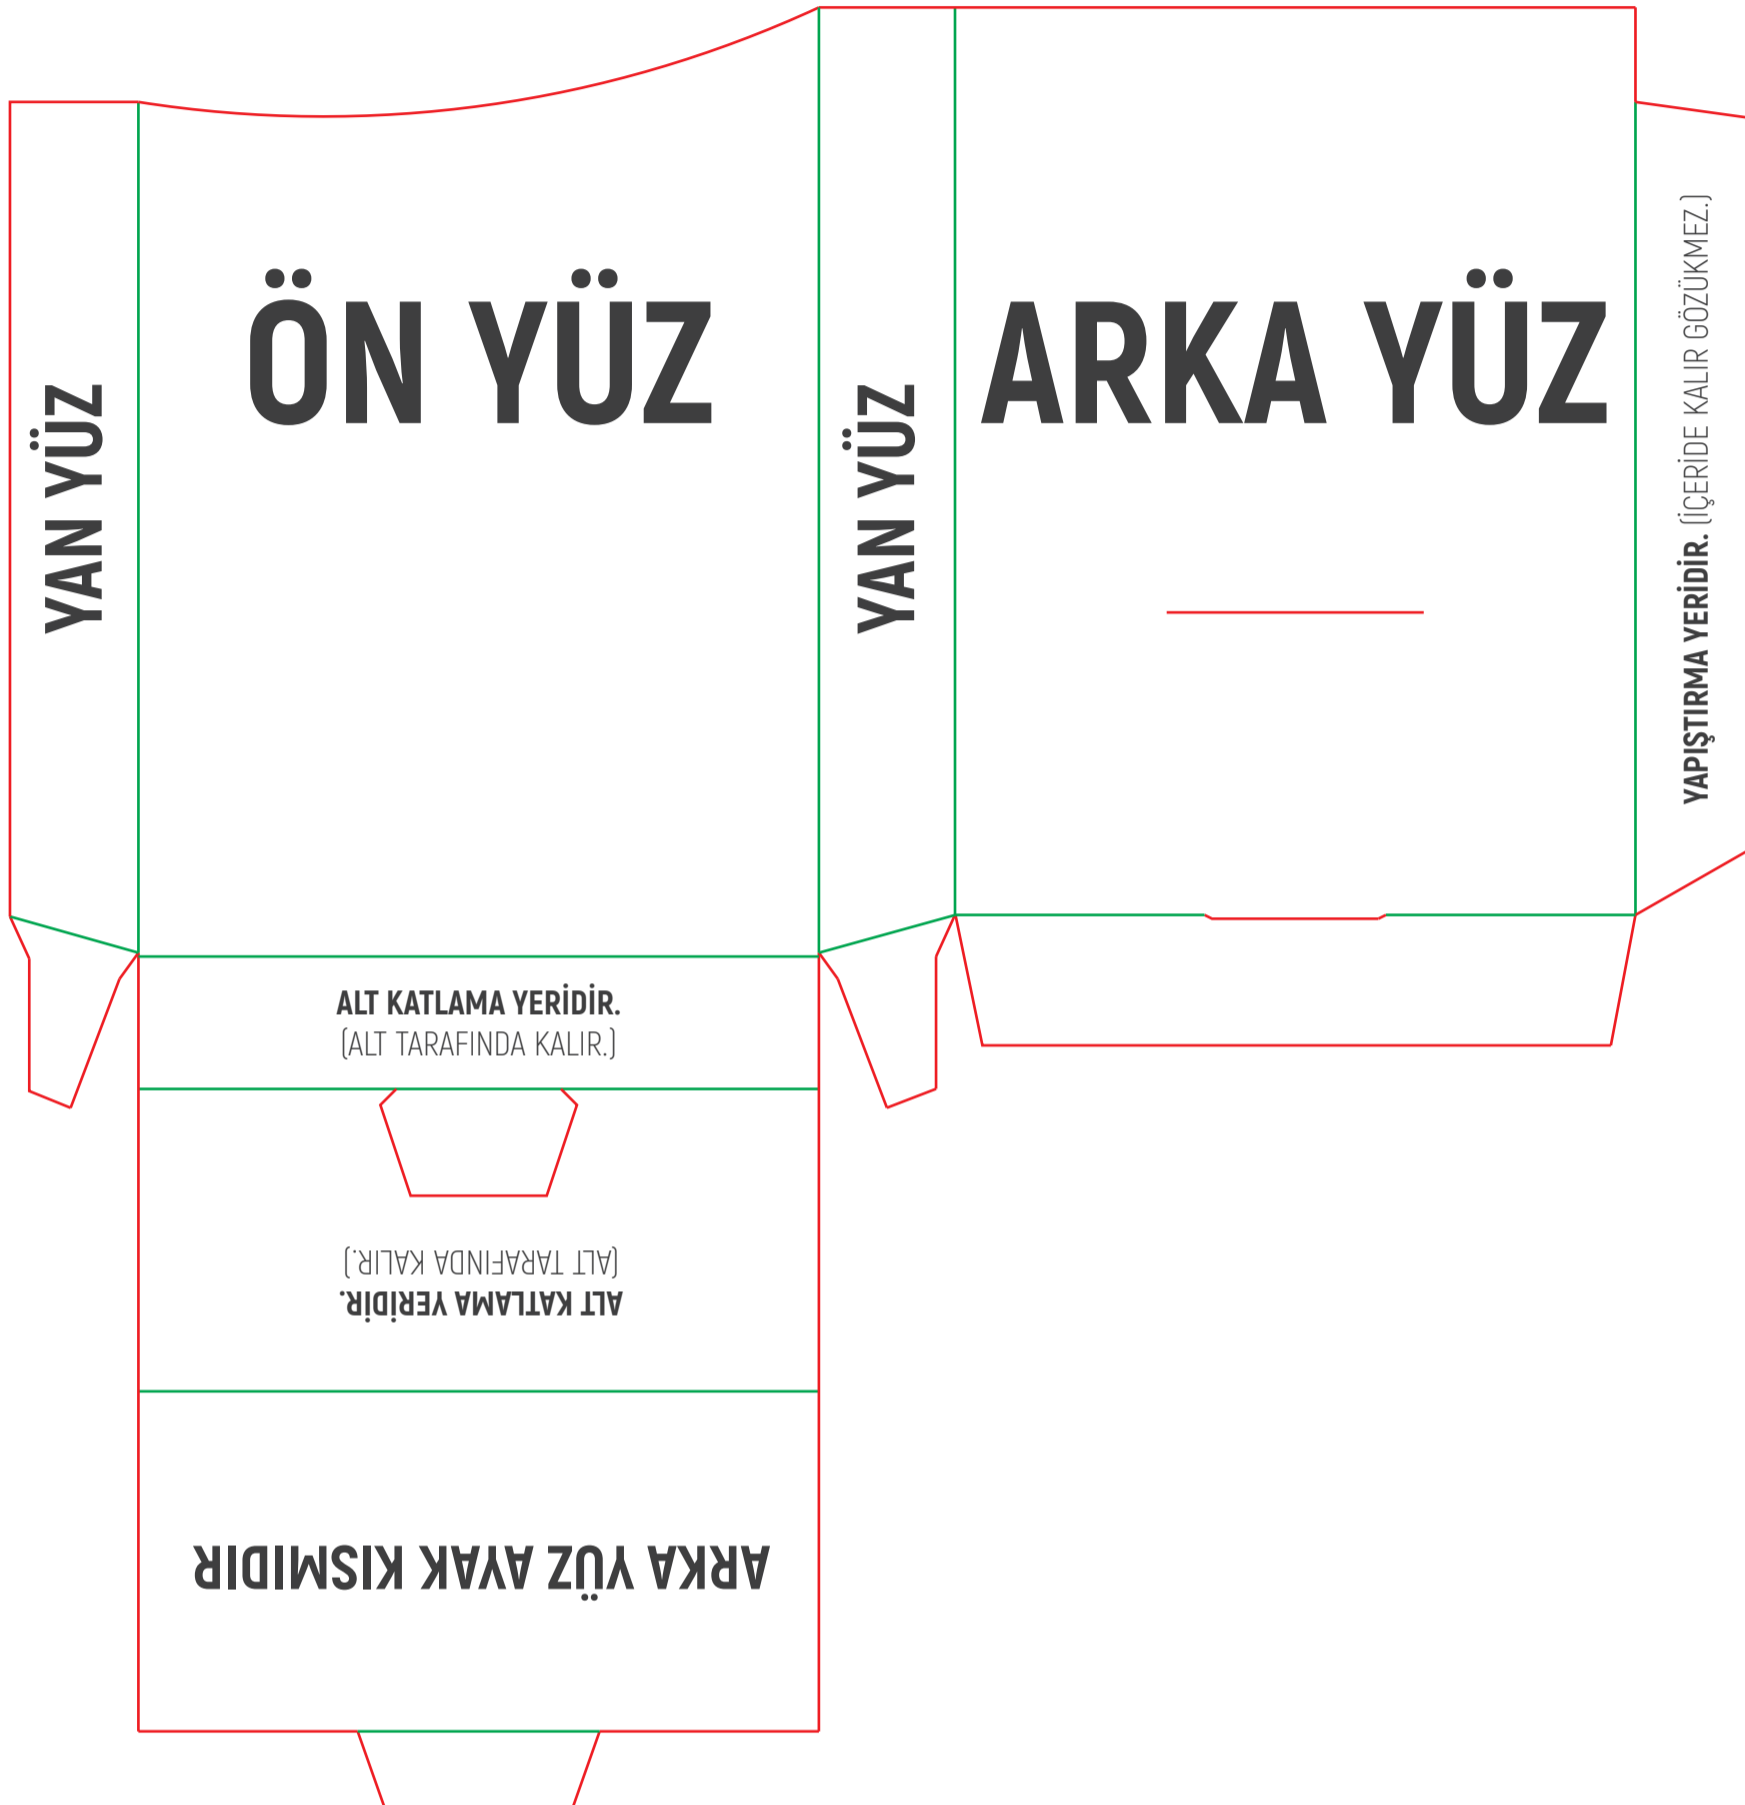 ÖN YÜZ
ARKA YÜZ
YAN YÜZ
YAN YÜZ
YAPIŞTIRMA YERİDİR. (İÇERİDE KALIR GÖZÜKMEZ.)
ALT KATLAMA YERİDİR.
(ALT TARAFINDA KALIR.)
ALT KATLAMA YERİDİR.
(ALT TARAFINDA KALIR.)
ARKA YÜZ AYAK KISMIDIR